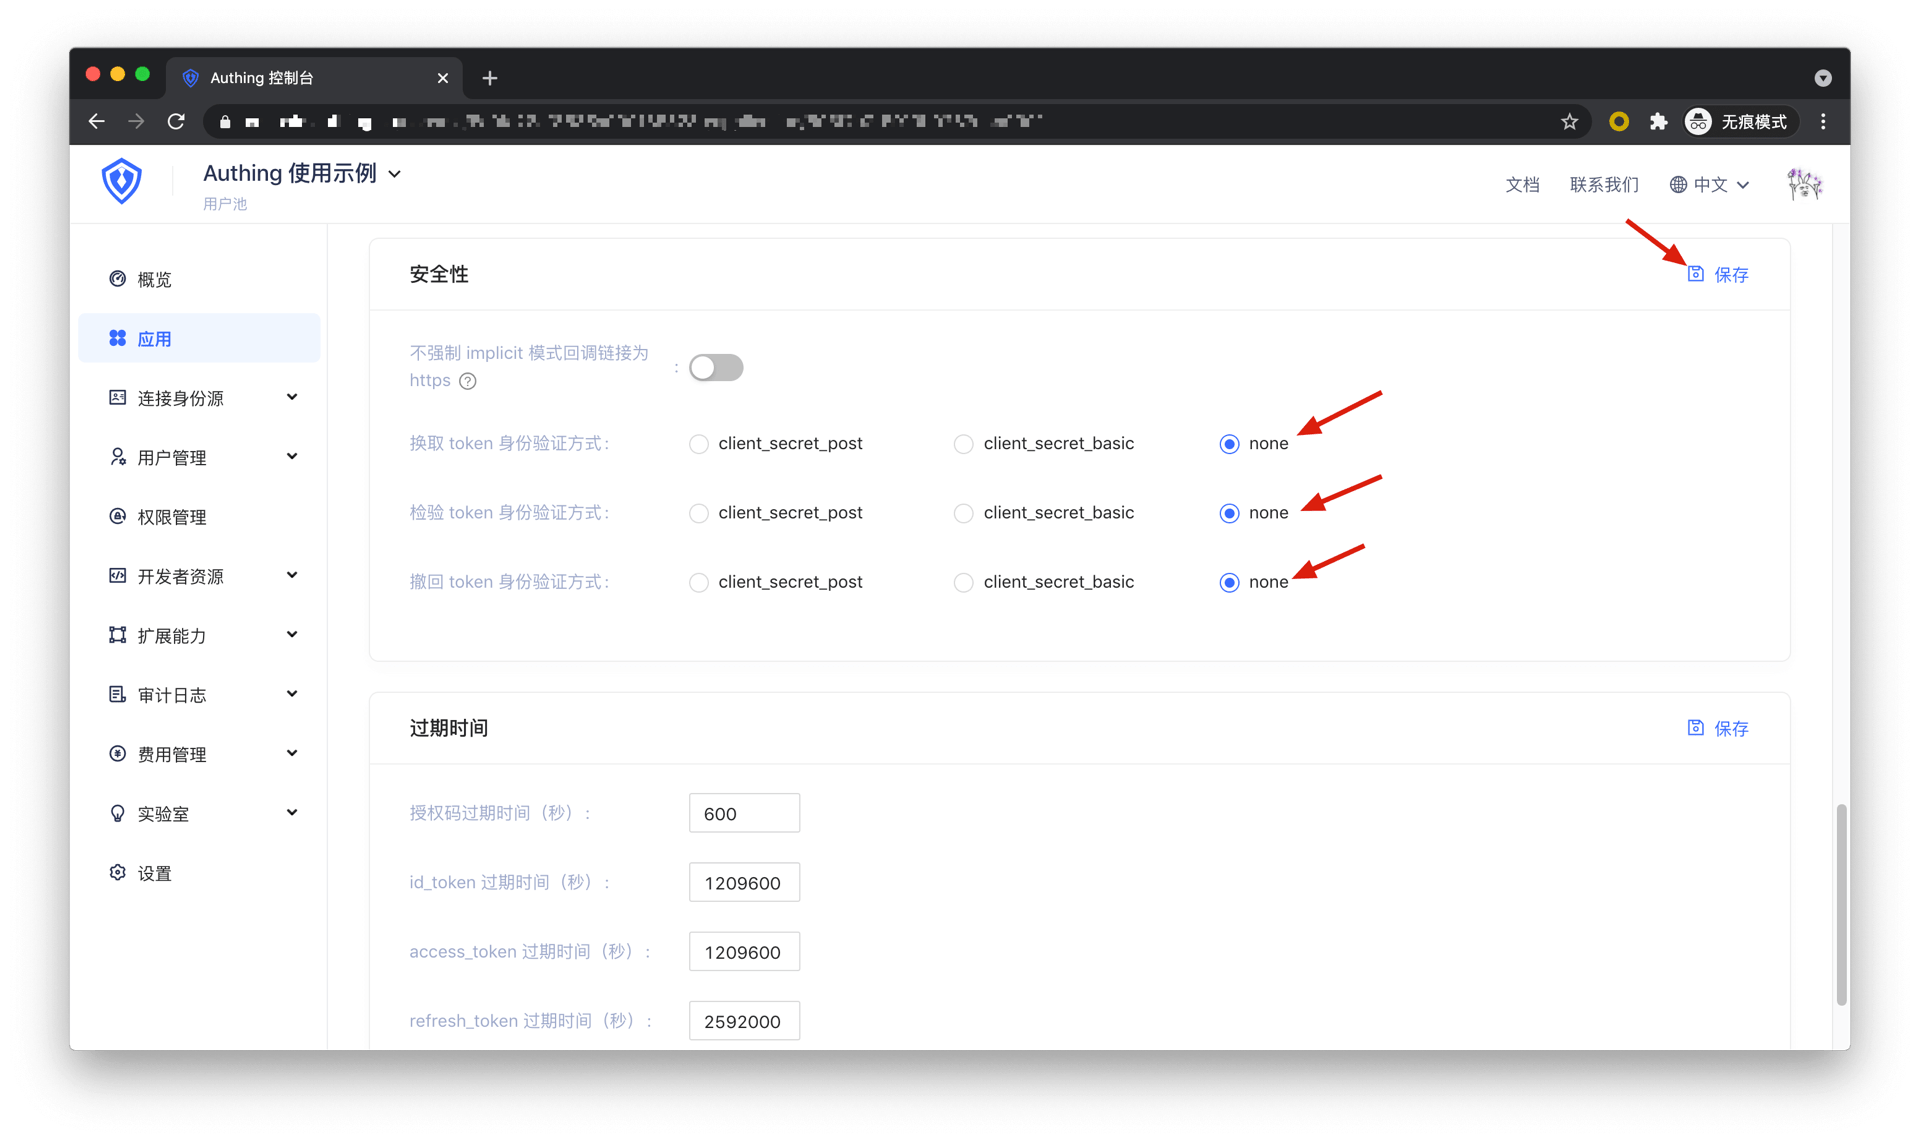 Authing 控制台
无痕模式
Authing 使用示例
用户池
文档
联系我们
中文
概览
应用
连接身份源
用户管理
权限管理
开发者资源
扩展能力
审计日志
费用管理
实验室
设置
安全性
保存
不强制 implicit 模式回调链接为
https :
换取 token 身份验证方式:
client_secret_post
client_secret_basic
none
检验 token 身份验证方式:
client_secret_post
client_secret_basic
none
撤回 token 身份验证方式:
client_secret_post
client_secret_basic
none
过期时间
保存
授权码过期时间（秒） :
600
id_token 过期时间（秒） :
1209600
access_token 过期时间（秒） :
1209600
refresh_token 过期时间（秒） :
2592000